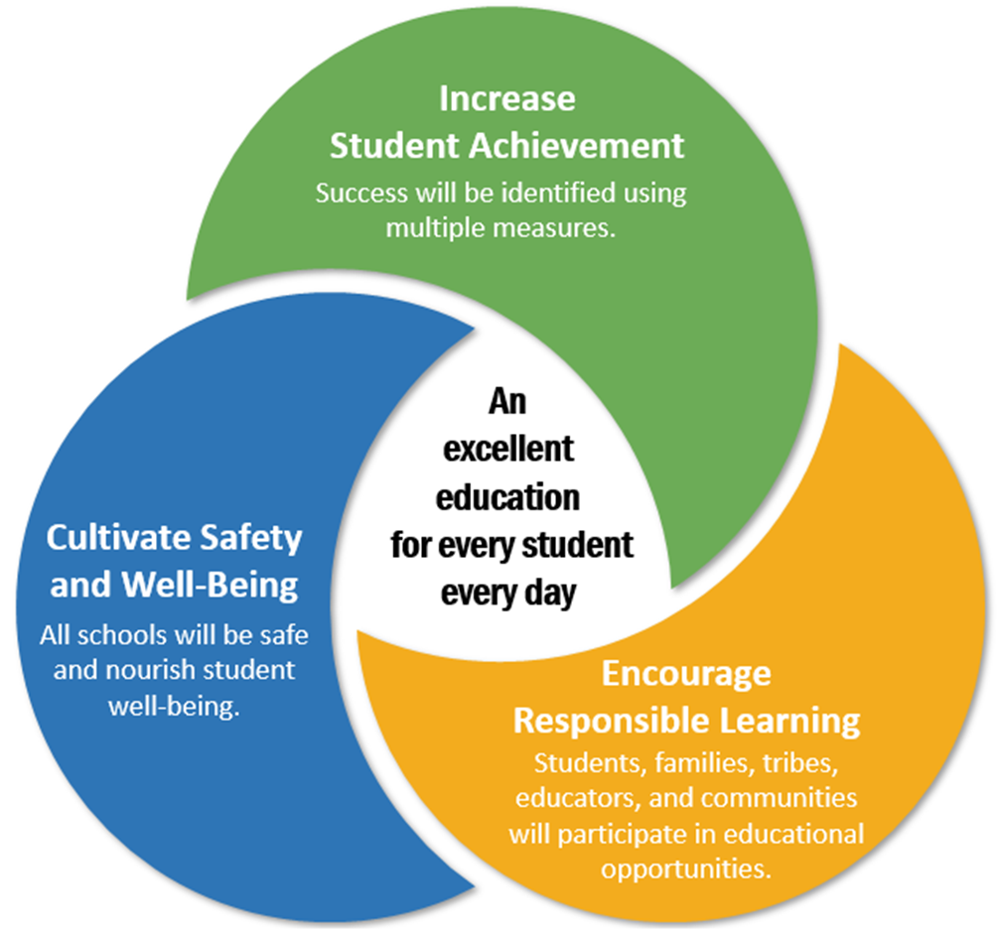 Increase
Student Achievement
Success will be identified using
multiple measures.
An
excellent
education
for every student
every day
Cultivate Safety
and Well-Being
All schools will be safe
and nourish student
well-being.
Encourage
Responsible Learning
Students, families, tribes,
educators, and communities
will participate in educational
opportunities.